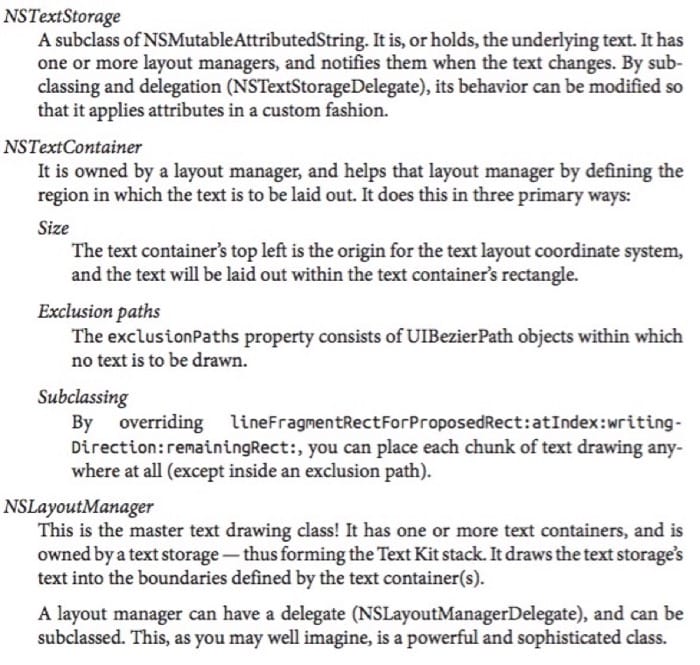 NSTextStorage
A subclass of NSMutableAttributedString. It is, or holds, the underlying text. It has
one or more layout managers, and notifies them when the text changes. By sub-
classing and delegation (NSTextStorageDelegate), its behavior can be modified so
that it applies attributes in a custom fashion.
NSTextContainer
It is owned by a layout manager, and helps that layout manager by defining the
region in which the text is to be laid out. It does this in three primary ways:
Size
The text container’s top left is the origin for the text layout coordinate system,
and the text will be laid out within the text container’s rectangle.
Exclusion paths
The exclusionPaths property consists of UIBezierPath objects within which
no text is to be drawn.
Subclassing
By overriding lineFragmentRectForProposedRect:atIndex:writing-
Direction:remainingRect:, you can place each chunk of text drawing any-
where at all (except inside an exclusion path).
NSLayoutManager
This is the master text drawing class! It has one or more text containers, and is
owned by a text storage — thus forming the Text Kit stack. It draws the text storage’s
text into the boundaries defined by the text container(s).
A layout manager can have a delegate (NSLayoutManagerDelegate), and can be
subclassed. This, as you may well imagine, is a powerful and sophisticated class.